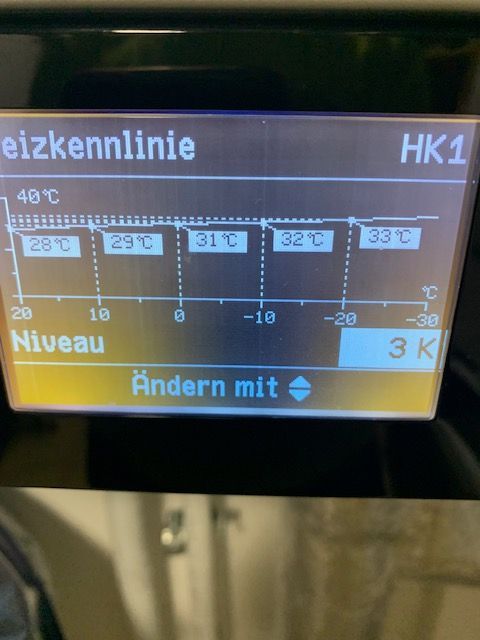 eizkennlinie HK1
40°C
28°C 29°C 31°C 32°C 33°C
°C
20 10 0 -10 -20 -30
Niveau 3 K
Ändern mit